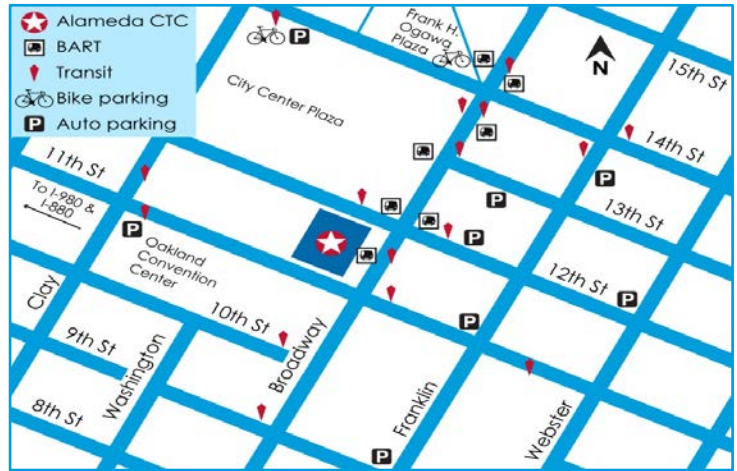 Alameda CTC
BART
Transit
Bike parking
P Auto parking
P
Frank H.
Ogawa
Plaza
N
15th St
City Center Plaza
14th St
11th St
P
To I-980 &
I-880
P
13th St
P
Oakland
Convention
Center
P
12th St
Clay
10th St
P
P
9th St
Washington
Broadway
8th St
Franklin
Webster
P